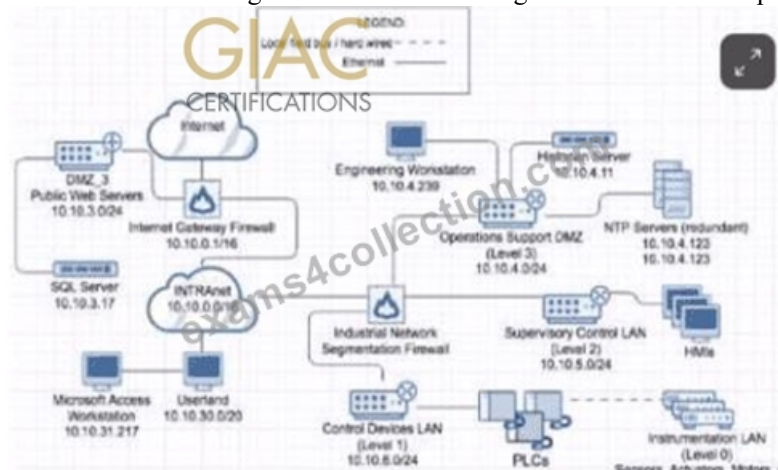 LEGEND:
Local field bus / hard wired
Ethernet
GIAC
CERTIFICATIONS
Internet
DMZ_3
Public Web Servers
10.10.3.0/24
Internet Gateway Firewall
10.10.0.1/16
SQL Server
10.10.3.17
INTRAnet
10.10.0.0/16
Microsoft Access
Workstation
10.10.31.217
Userland
10.10.30.0/20
Engineering Workstation
10.10.4.239
Historian Server
10.10.4.11
Operations Support DMZ
(Level 3)
10.10.4.0/24
NTP Servers (redundant)
10.10.4.123
10.10.4.123
Industrial Network
Segmentation Firewall
Supervisory Control LAN
(Level 2)
10.10.5.0/24
HMIs
Control Devices LAN
(Level 1)
10.10.6.0/24
PLCs
Instrumentation LAN
(Level 0)
Sensors, Actuators, Motors
exams4collection.com